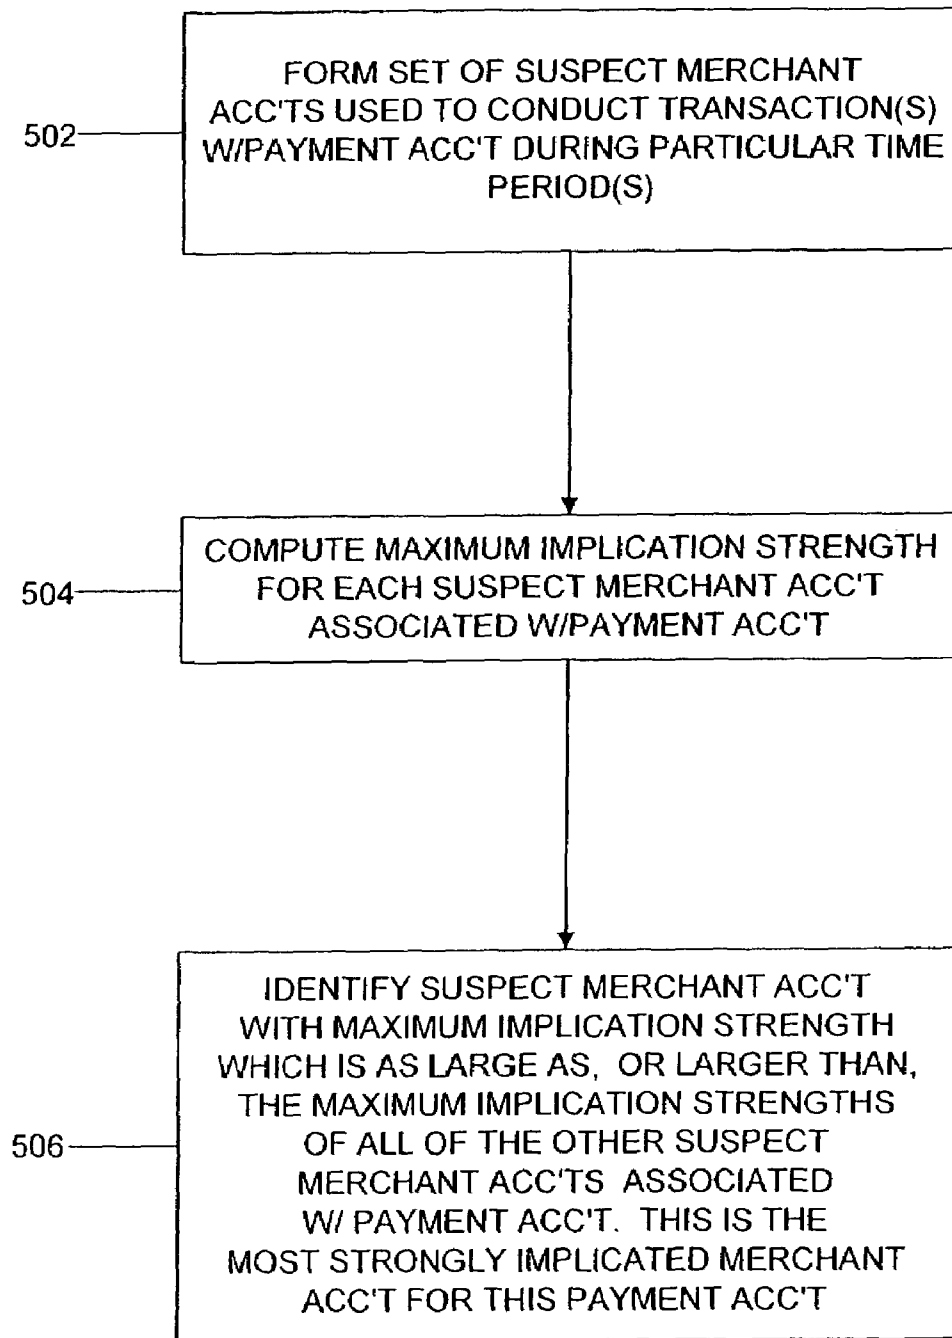 FORM SET OF SUSPECT MERCHANT
ACC'TS USED TO CONDUCT TRANSACTION(S)
W/PAYMENT ACC'T DURING PARTICULAR TIME
PERIOD(S)
502
COMPUTE MAXIMUM IMPLICATION STRENGTH
FOR EACH SUSPECT MERCHANT ACC'T
ASSOCIATED W/PAYMENT ACC'T
504
IDENTIFY SUSPECT MERCHANT ACC'T
WITH MAXIMUM IMPLICATION STRENGTH
WHICH IS AS LARGE AS, OR LARGER THAN,
THE MAXIMUM IMPLICATION STRENGTHS
OF ALL OF THE OTHER SUSPECT
MERCHANT ACC'TS ASSOCIATED
W/ PAYMENT ACC'T. THIS IS THE
MOST STRONGLY IMPLICATED MERCHANT
ACC'T FOR THIS PAYMENT ACC'T
506